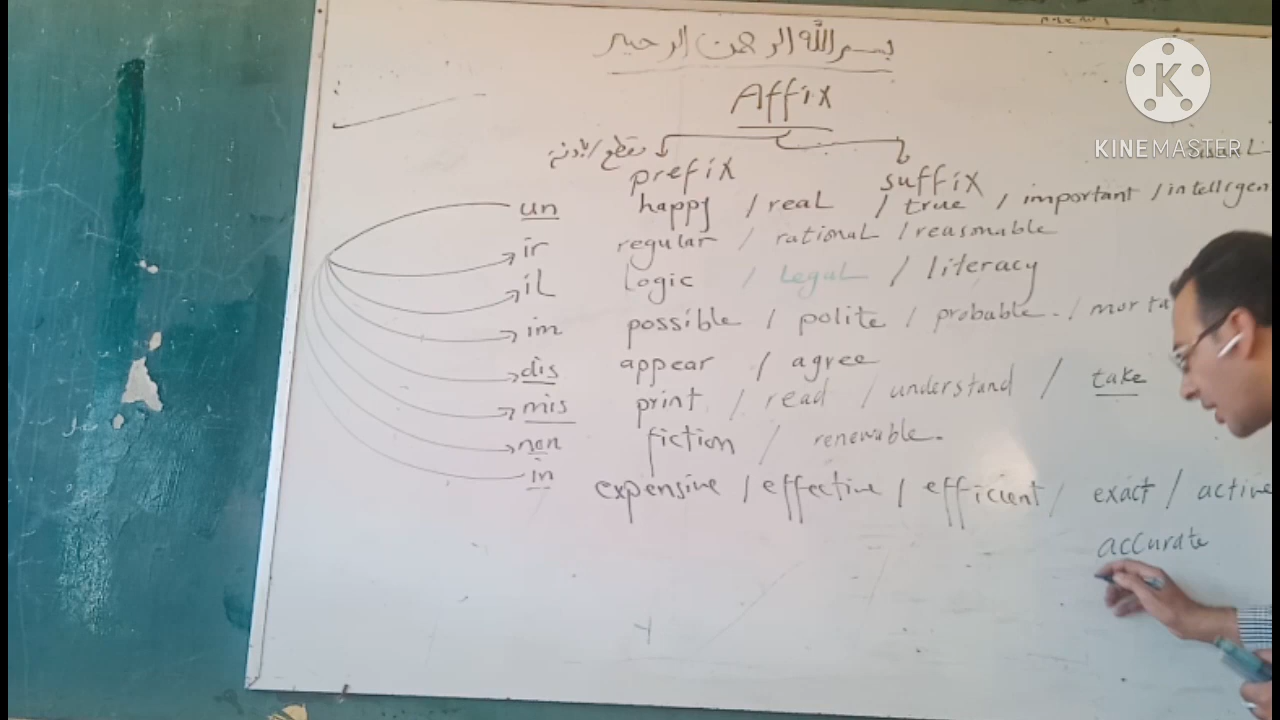 بسم الله الرحمن الرحيم
Affix
prefix
suffix
un happy / real / true / important / intelligen
ir regular / rational / reasonable
il logic / legal / literacy
im possible / polite / probable. / morta
dis appear / agree
mis print / read / understand / take
non fiction / renewable.
in expensive / effective / efficient / exact / active
accurate
K
KINEMASTER